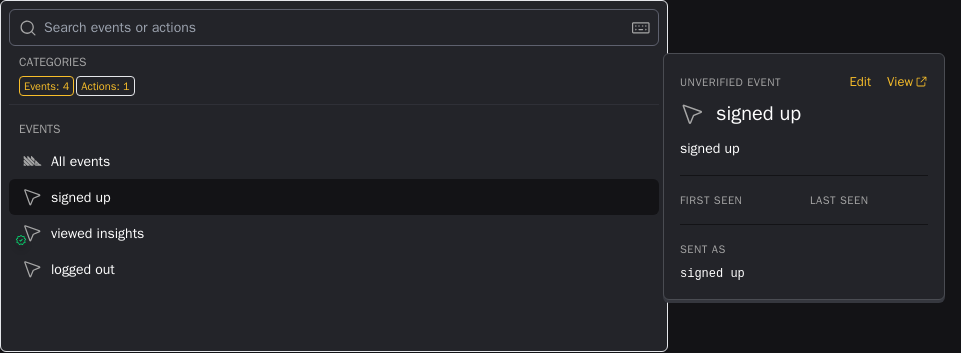 Search events or actions
CATEGORIES
Events: 4 Actions: 1
EVENTS
All events
signed up
viewed insights
logged out
UNVERIFIED EVENT Edit View
signed up
signed up
FIRST SEEN LAST SEEN
SENT AS
signed up